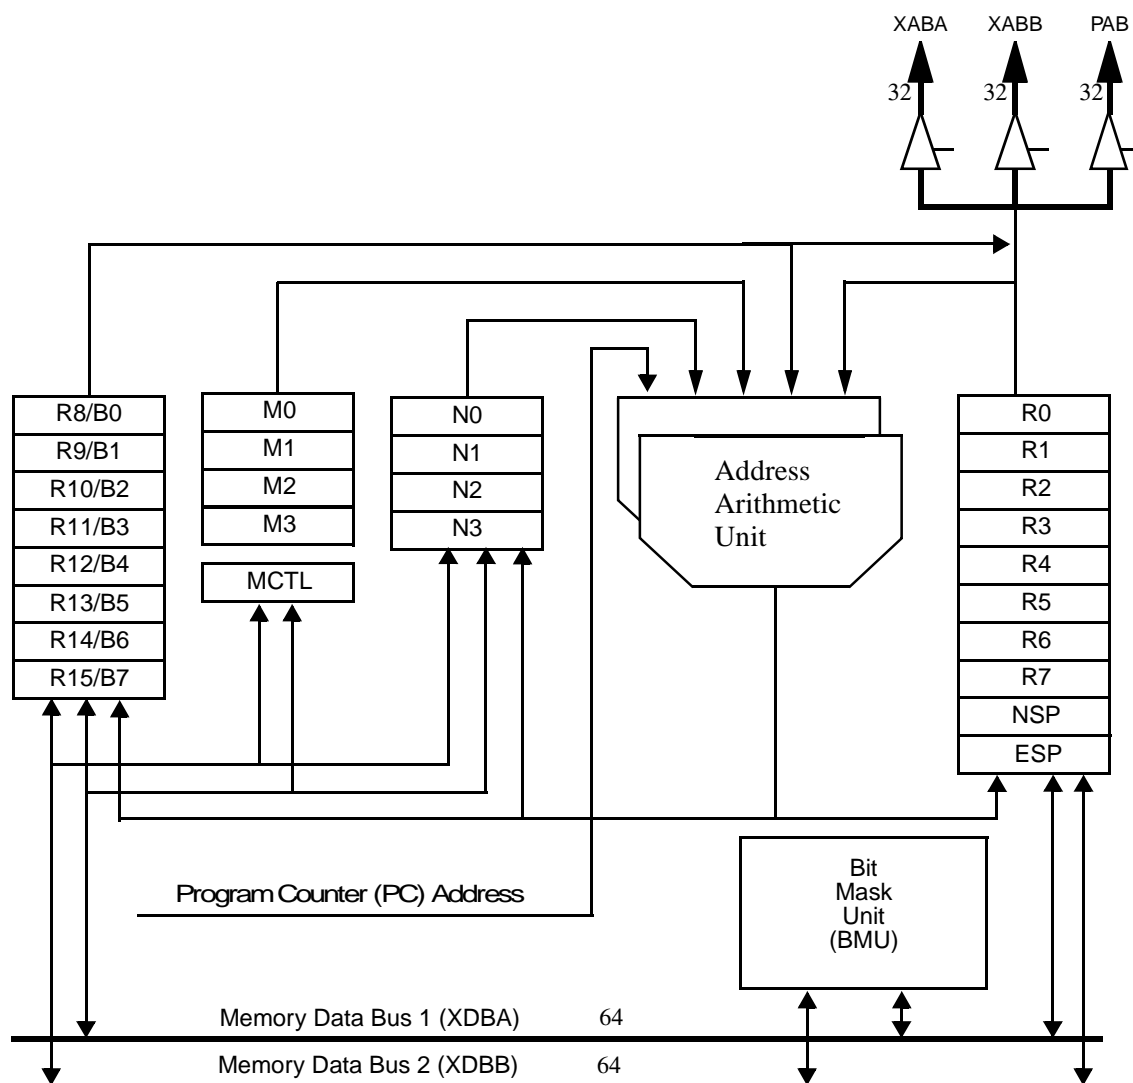 XABA XABB PAB
32 32 32
R8/B0
R9/B1
R10/B2
R11/B3
R12/B4
R13/B5
R14/B6
R15/B7
M0
M1
M2
M3
MCTL
N0
N1
N2
N3
Address
Arithmetic
Unit
R0
R1
R2
R3
R4
R5
R6
R7
NSP
ESP
Program Counter (PC) Address
Bit
Mask
Unit
(BMU)
Memory Data Bus 1 (XDBA) 64
Memory Data Bus 2 (XDBB) 64